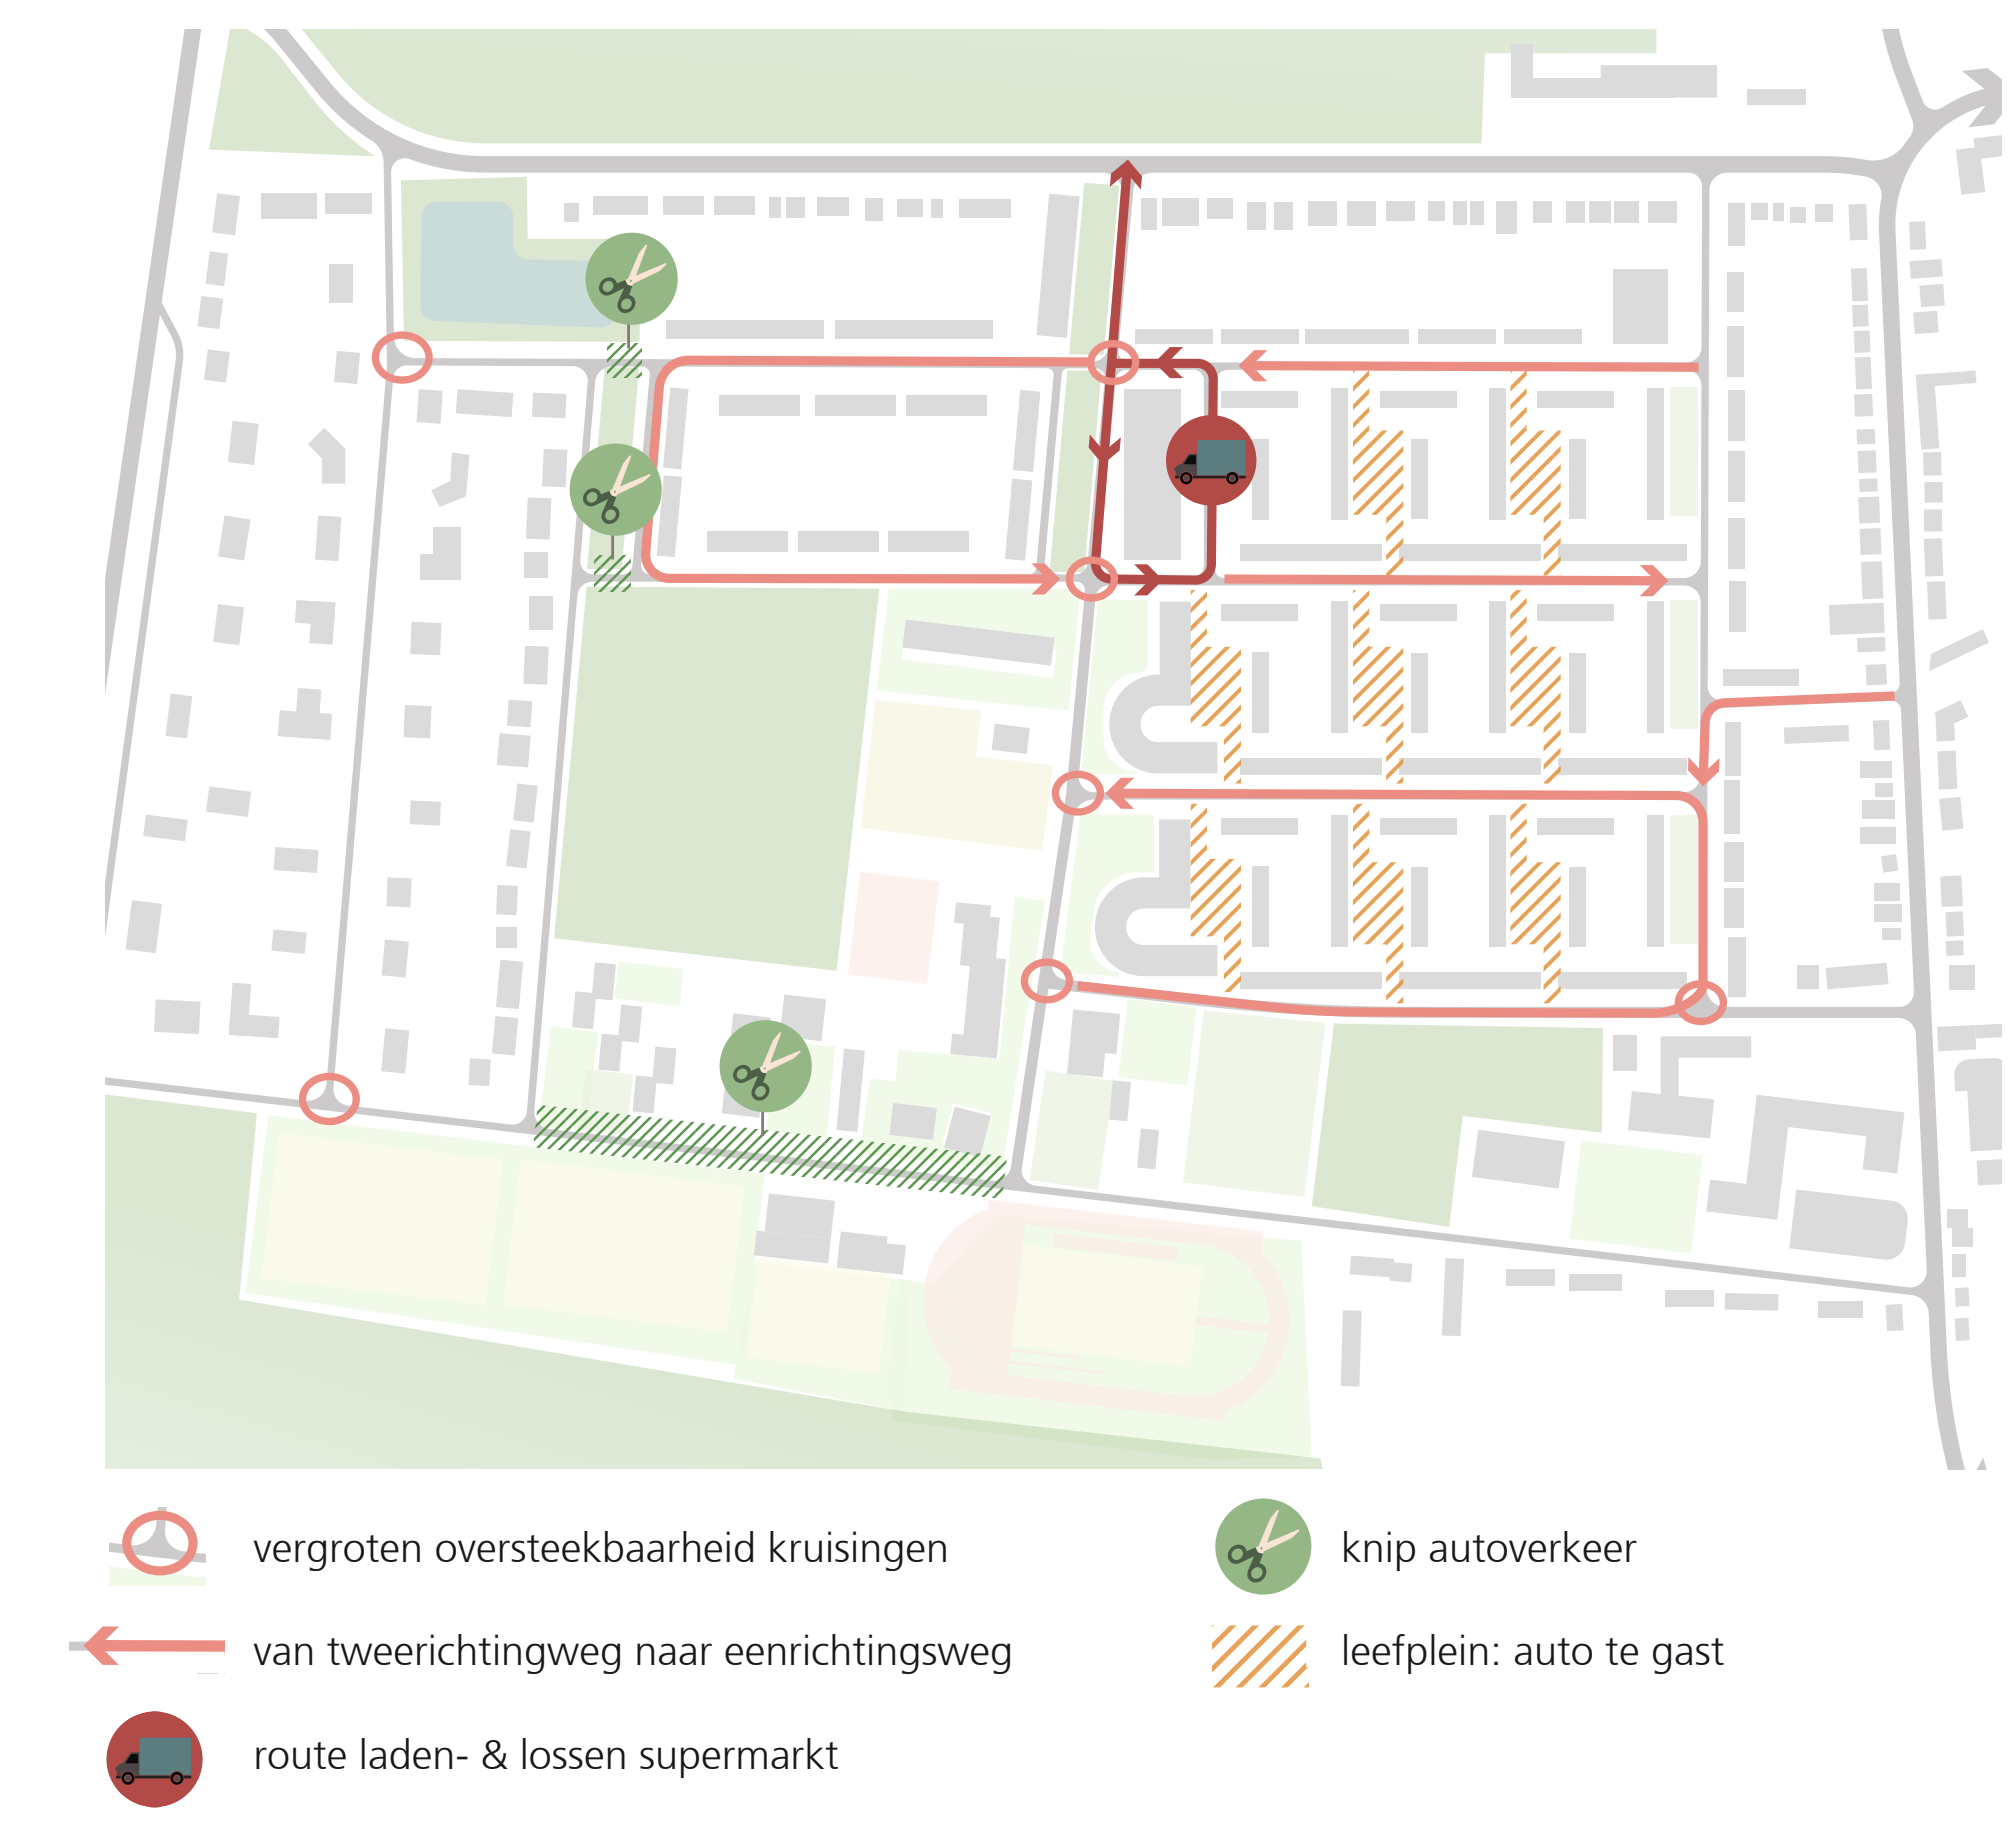 vergroten oversteekbaarheid kruisingen
knip autoverkeer
van tweerichtingweg naar eenrichtingsweg
leefplein: auto te gast
route laden- & lossen supermarkt